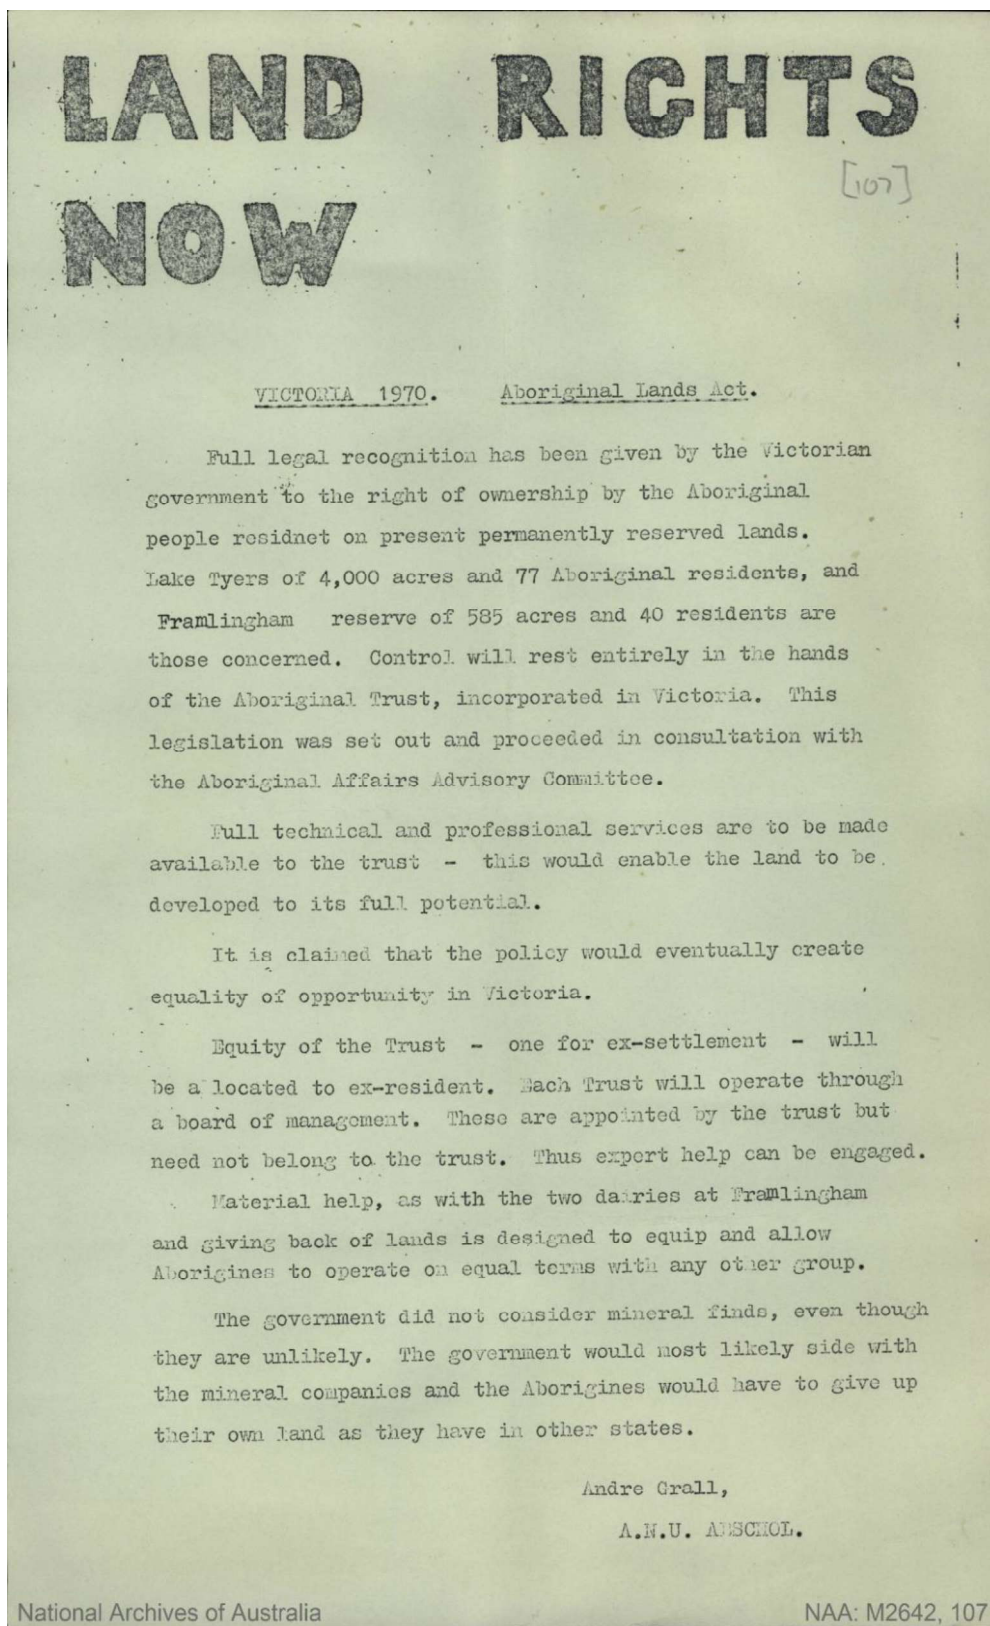 LAND RIGHTS
[107]
NOW
VICTORIA 1970. Aboriginal Lands Act.
Full legal recognition has been given by the Victorian
government to the right of ownership by the Aboriginal
people residnet on present permanently reserved lands.
Lake Tyers of 4,000 acres and 77 Aboriginal residents, and
Framlingham reserve of 585 acres and 40 residents are
those concerned. Control will rest entirely in the hands
of the Aboriginal Trust, incorporated in Victoria. This
legislation was set out and proceeded in consultation with
the Aboriginal Affairs Advisory Committee.
Full technical and professional services are to be made
available to the trust - this would enable the land to be
developed to its full potential.
It is claimed that the policy would eventually create
equality of opportunity in Victoria.
Equity of the Trust - one for ex-settlement - will
be a located to ex-resident. Each Trust will operate through
a board of management. These are appointed by the trust but
need not belong to the trust. Thus expert help can be engaged.
Material help, as with the two dairies at Framlingham
and giving back of lands is designed to equip and allow
Aborigines to operate on equal terms with any other group.
The government did not consider mineral finds, even though
they are unlikely. The government would most likely side with
the mineral companies and the Aborigines would have to give up
their own land as they have in other states.
Andre Grall,
A.N.U. ABSCHOL.
National Archives of Australia
NAA: M2642, 107